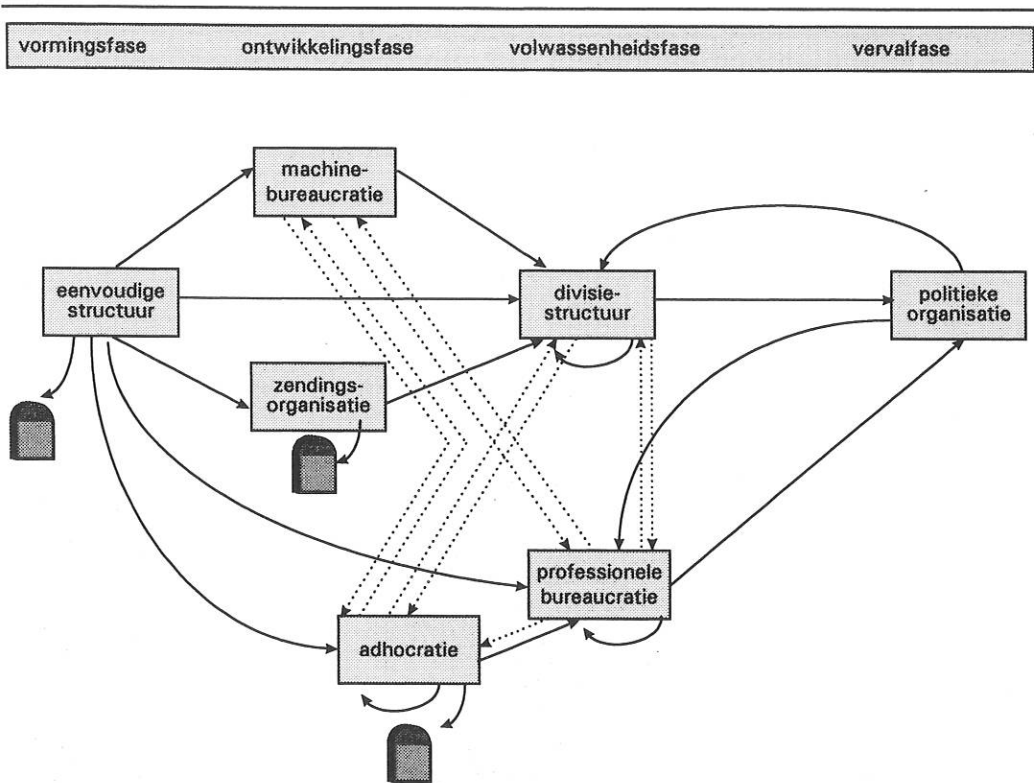 vormingsfase ontwikkelingsfase volwassenheidsfase vervalfase
machine-
bureaucratie
eenvoudige
structuur
divisie-
structuur
politieke
organisatie
zendings-
organisatie
professionele
bureaucratie
adhocratie